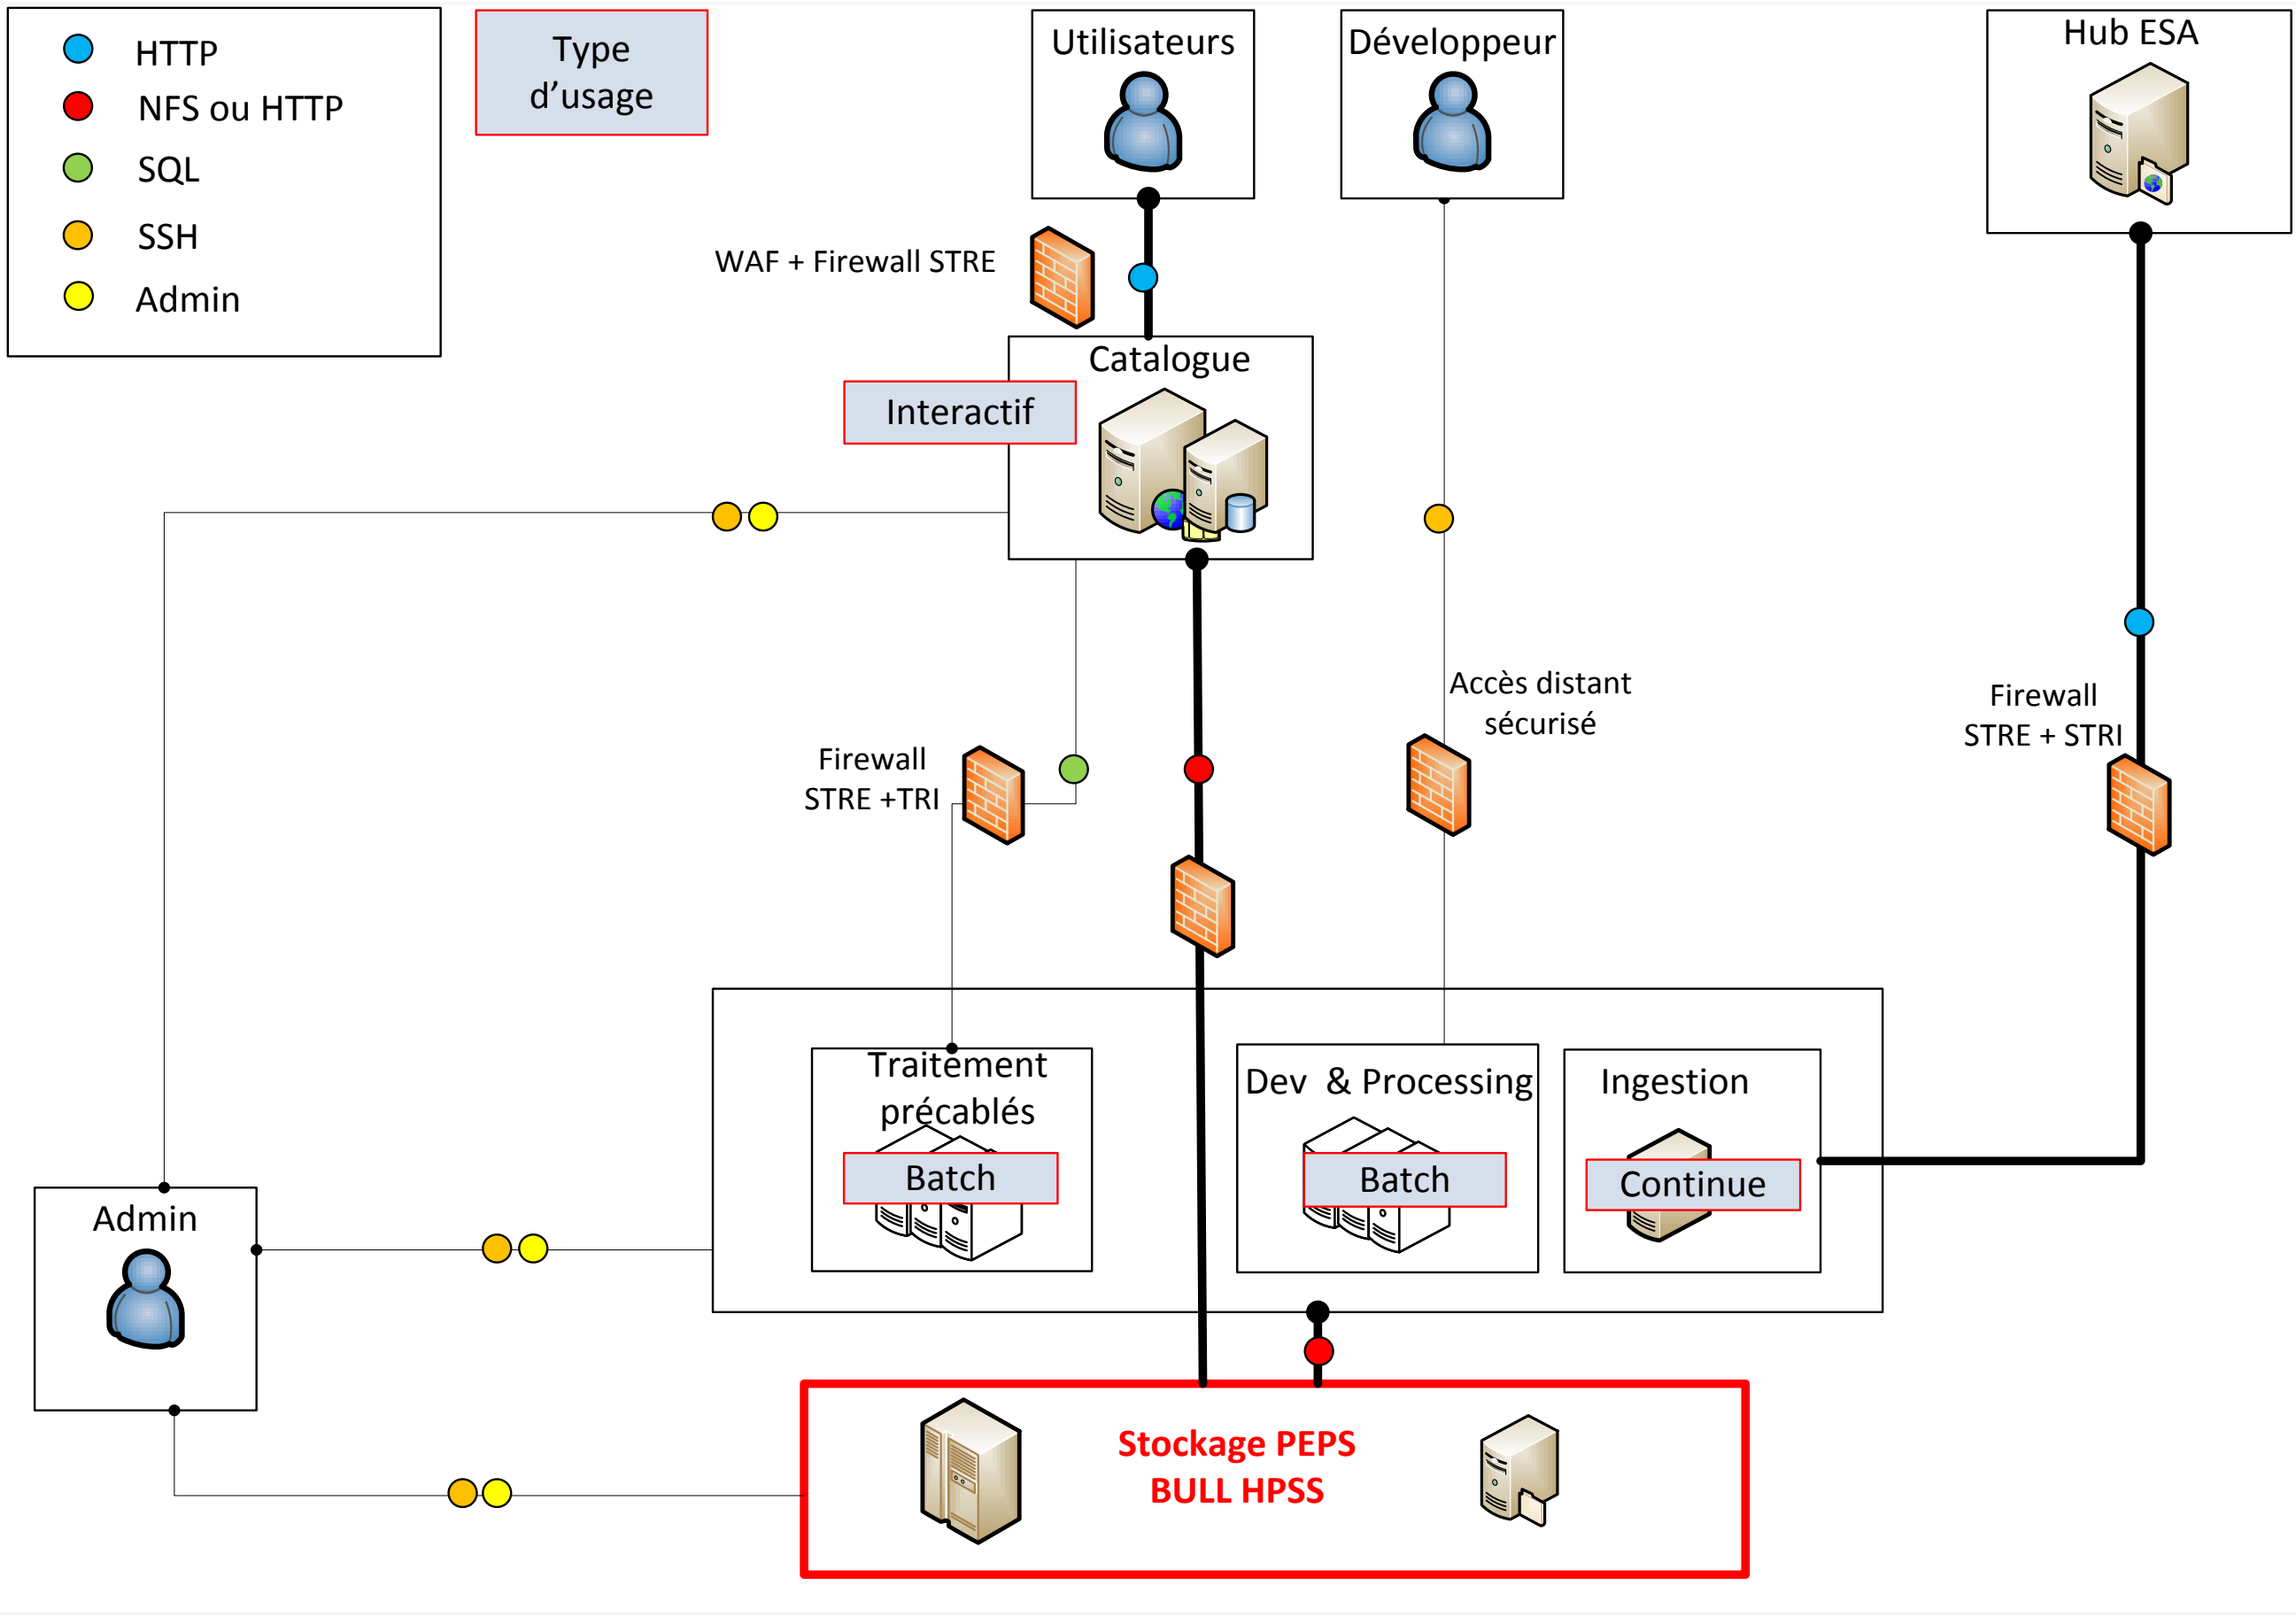 HTTP
NFS ou HTTP
SQL
SSH
Admin
Type
d’usage
Utilisateurs
Développeur
Hub ESA
WAF + Firewall STRE
Catalogue
Interactif
Accès distant
sécurisé
Firewall
STRE + STRI
Firewall
STRE +TRI
Traitement
précablés
Batch
Dev & Processing
Batch
Ingestion
Continue
Admin
Stockage PEPS
BULL HPSS